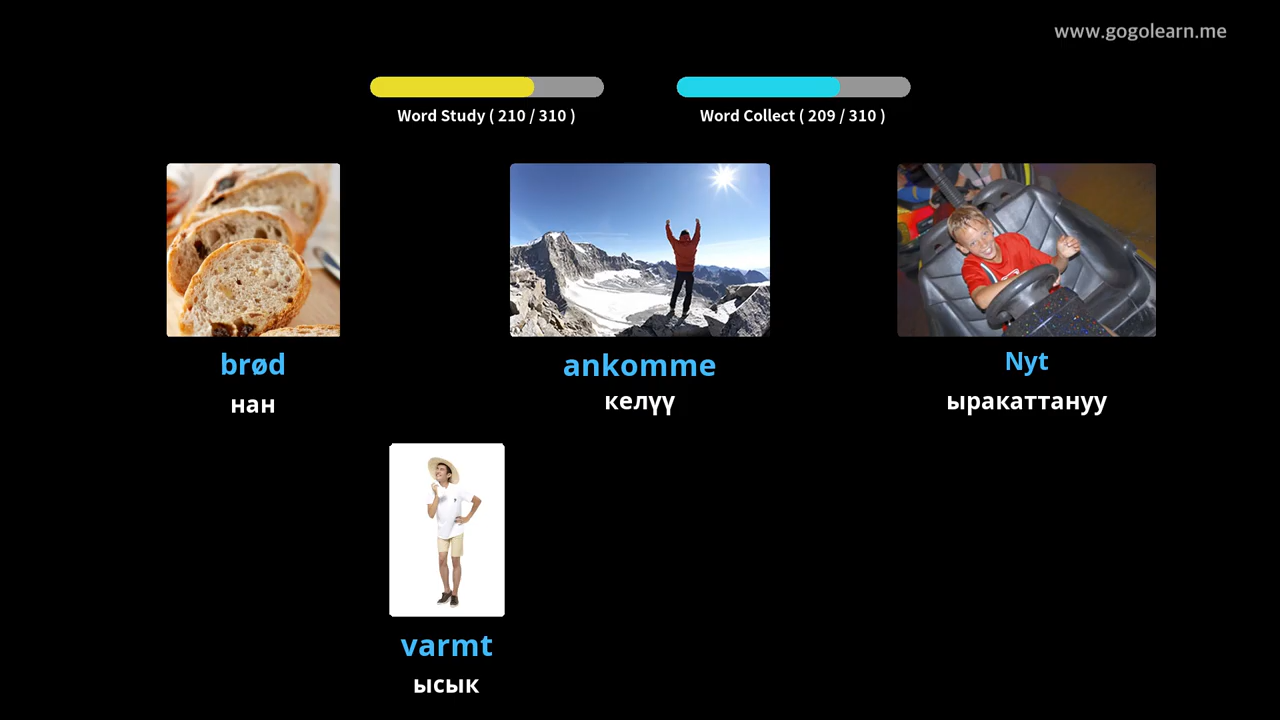 www.gogolearn.me
Word Study ( 210 / 310 )
Word Collect ( 209 / 310 )
brød
нан
ankomme
келүү
Nyt
ыракаттануу
varmt
ысык